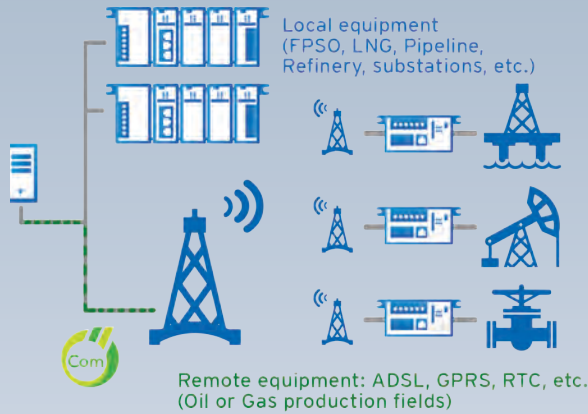 Local equipment
(FPSO, LNG, Pipeline,
Refinery, substations, etc.)
Com
Remote equipment: ADSL, GPRS, RTC, etc.
(Oil or Gas production fields)